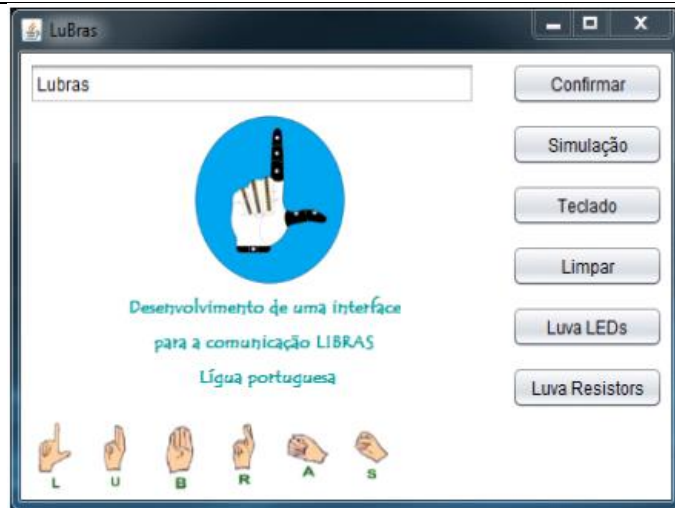 LuBras
Lubras
Confirmar
Simulação
Teclado
Limpar
Luva LEDs
Luva Resistors
Desenvolvimento de uma interface
para a comunicação LIBRAS
Lígua portuguesa
L U B R A S